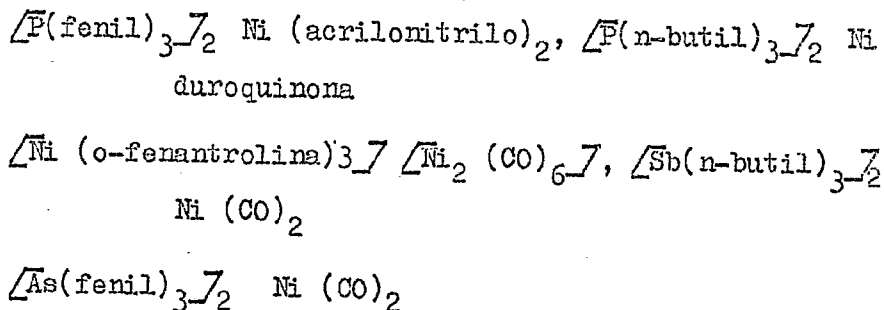 [P(fenil)3]2 Ni (acrilonitrilo)2, [P(n-butil)3]2 Ni
duroquinona
[Ni (o-fenantrolina)3] [Ni2 (CO)6], [Sb(n-butil)3]2
Ni (CO)2
[As(fenil)3]2 Ni (CO)2